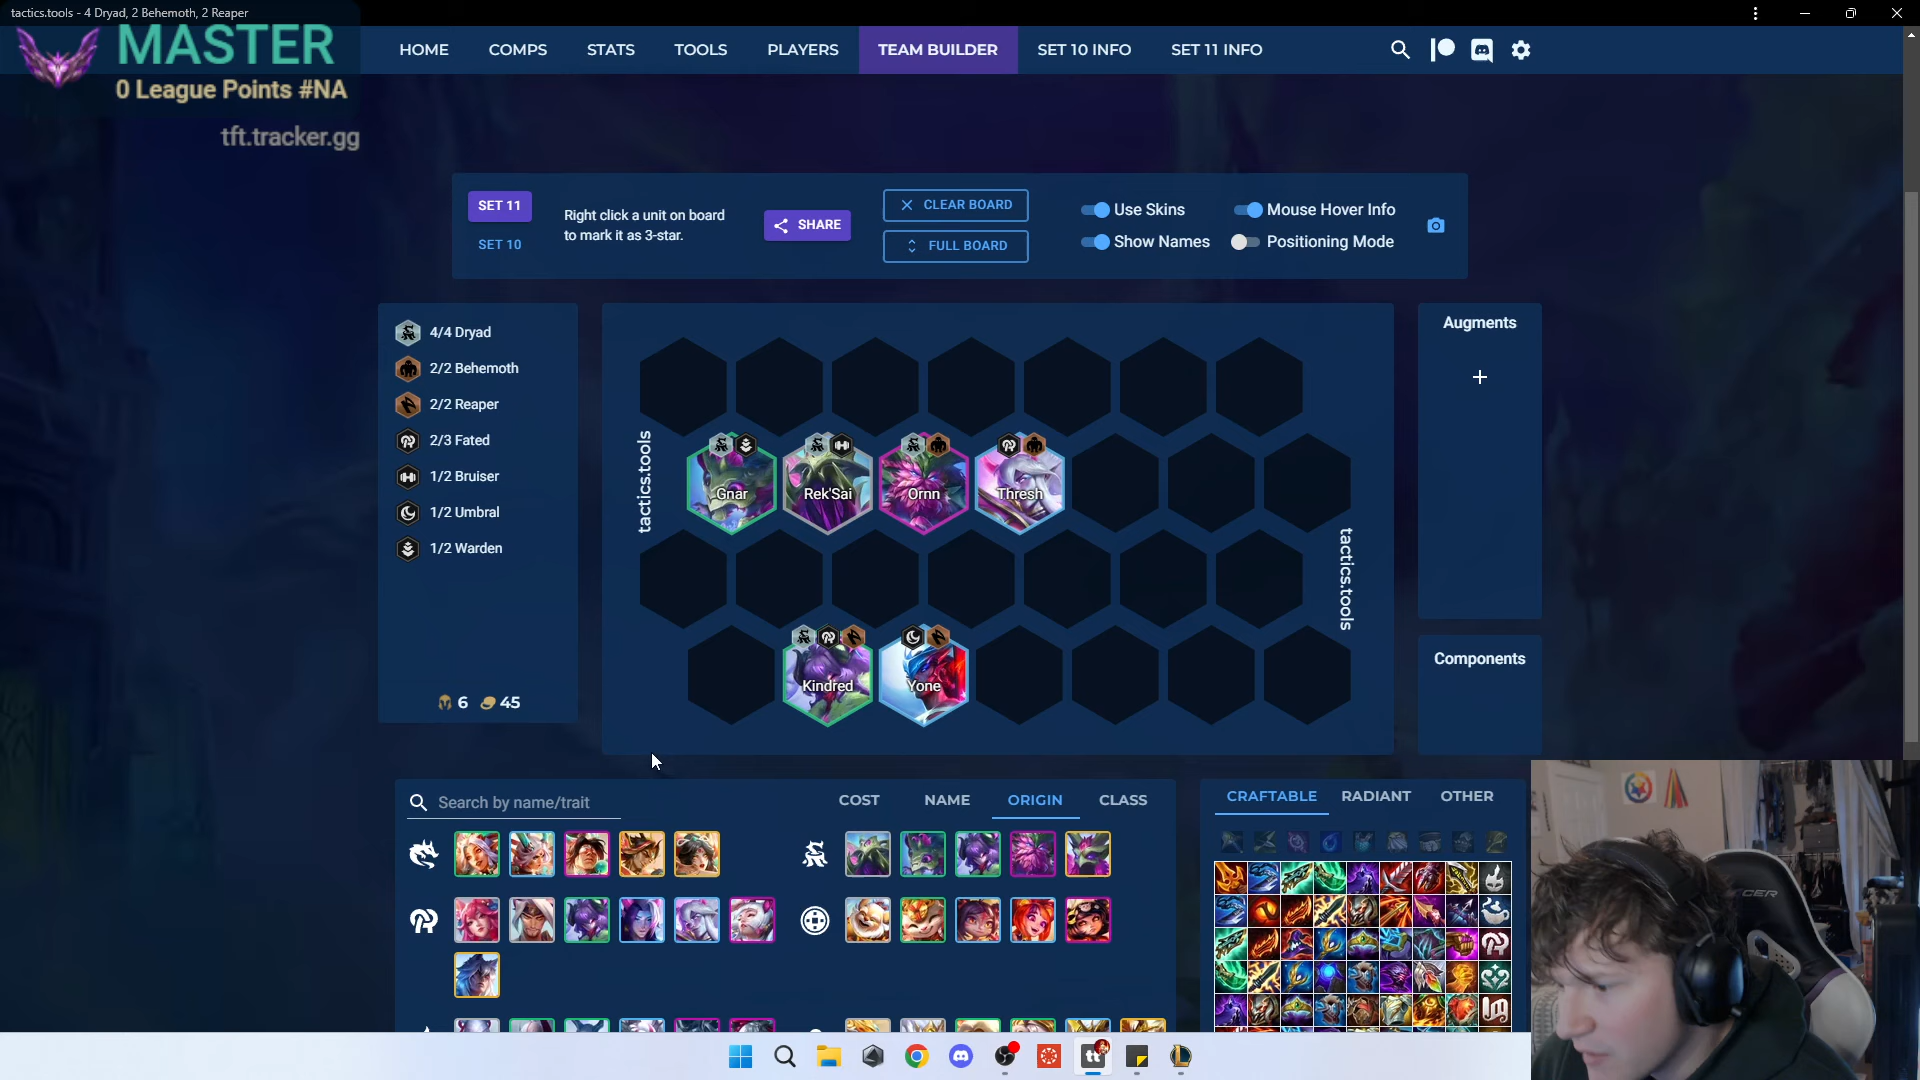 tactics.tools - 4 Dryad, 2 Behemoth, 2 Reaper
MASTER
0 League Points #NA
tft.tracker.gg
HOME
COMPS
STATS
TOOLS
PLAYERS
TEAM BUILDER
SET 10 INFO
SET 11 INFO
SET 11
SET 10
Right click a unit on board
to mark it as 3-star.
SHARE
CLEAR BOARD
FULL BOARD
Use Skins
Mouse Hover Info
Show Names
Positioning Mode
4/4 Dryad
2/2 Behemoth
2/2 Reaper
2/3 Fated
1/2 Bruiser
1/2 Umbral
1/2 Warden
6
45
tactics.tools
Gnar
Rek'Sai
Ornn
Thresh
Kindred
Yone
tactics.tools
Augments
+
Components
Search by name/trait
COST
NAME
ORIGIN
CLASS
CRAFTABLE
RADIANT
OTHER
tt